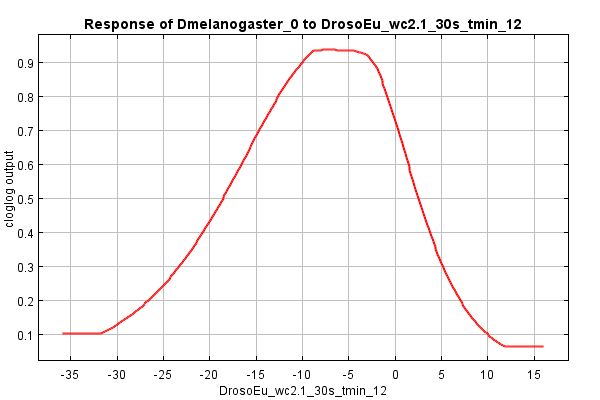 Response of Dmelanogaster_0 to DrosoEu_wc2.1_30s_tmin_12
cloglog output
0.9
0.8
0.7
0.6
0.5
0.4
0.3
0.2
0.1
-35 -30 -25 -20 -15 -10 -5 0 5 10 15
DrosoEu_wc2.1_30s_tmin_12